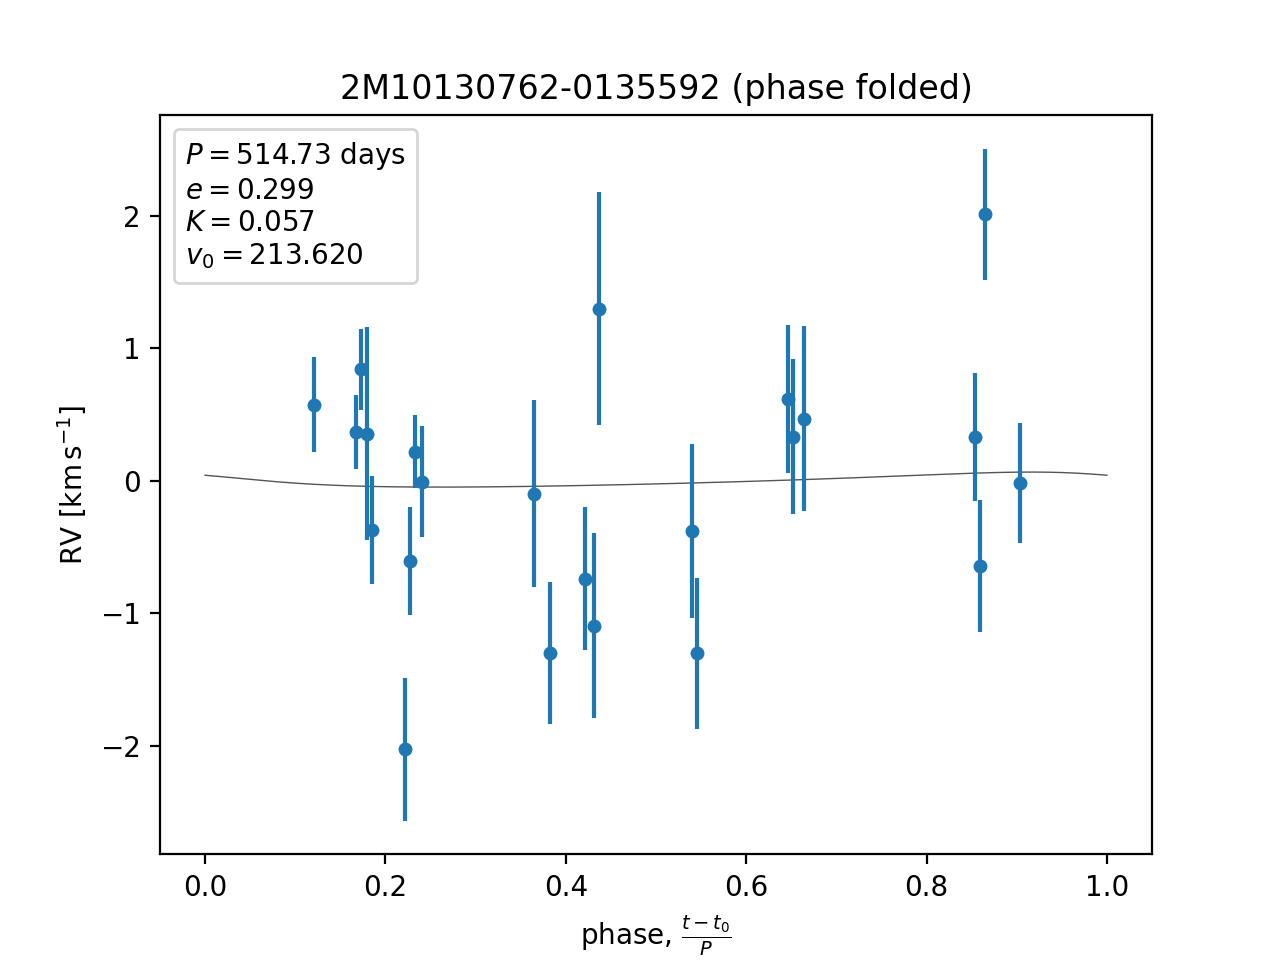 2M10130762-0135592 (phase folded)
P = 514.73 days
e = 0.299
K = 0.057
v₀ = 213.620
2
1
0
−1
−2
RV [km s⁻¹]
0.0 0.2 0.4 0.6 0.8 1.0
phase, (t − t₀)/P